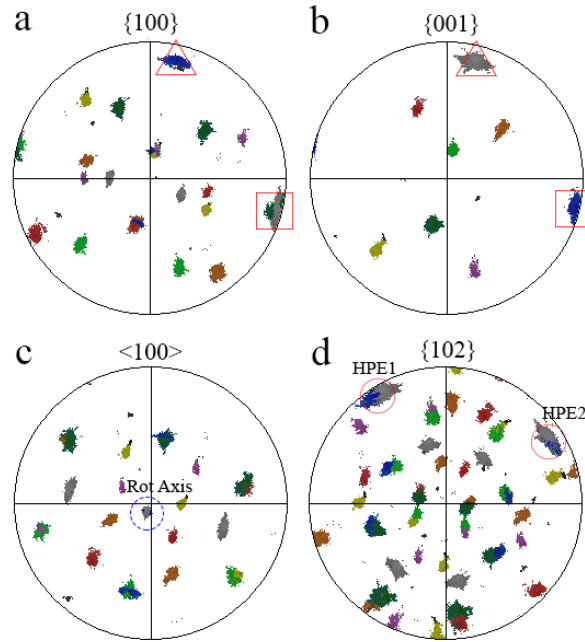 a
{100}
b
{001}
c
<100>
Rot Axis
d
{102}
HPE1
HPE2